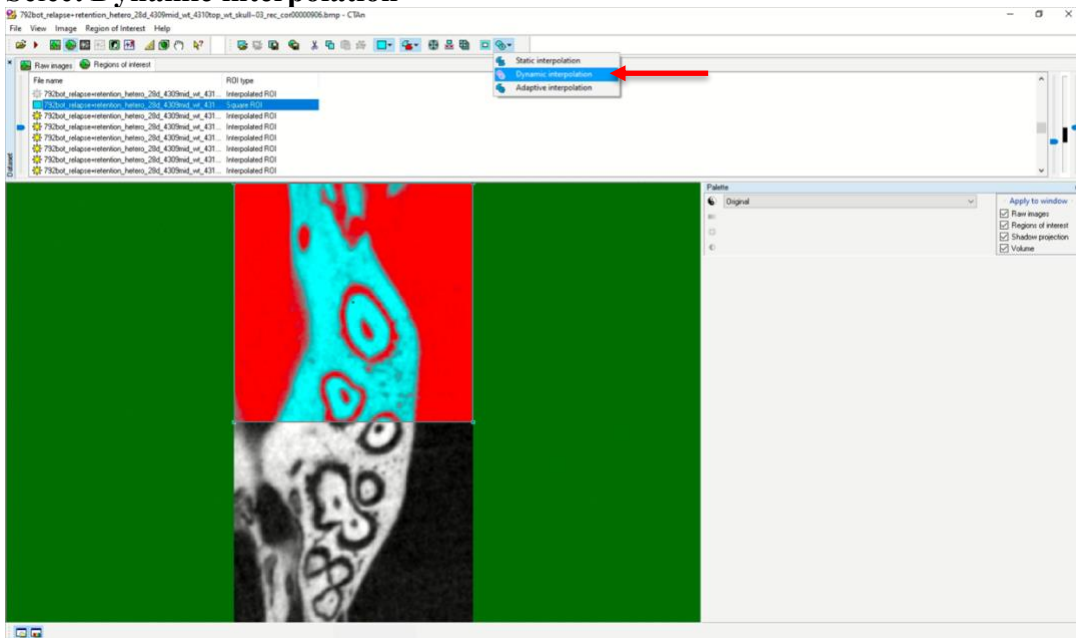 Select Dynamic interpolation
792bot_relapse+retention_hetero_28d_4309mid_wt_4310top_wt_skull~03_rec_cor00000906.bmp - CTAn
File View Image Region of Interest Help
Static interpolation
Dynamic interpolation
Adaptive interpolation
Raw images Regions of interest
File name ROI type
792bot_relapse+retention_hetero_28d_4309mid_wt_431... Interpolated ROI
792bot_relapse+retention_hetero_28d_4309mid_wt_431... Square ROI
792bot_relapse+retention_hetero_28d_4309mid_wt_431... Interpolated ROI
792bot_relapse+retention_hetero_28d_4309mid_wt_431... Interpolated ROI
792bot_relapse+retention_hetero_28d_4309mid_wt_431... Interpolated ROI
792bot_relapse+retention_hetero_28d_4309mid_wt_431... Interpolated ROI
792bot_relapse+retention_hetero_28d_4309mid_wt_431... Interpolated ROI
792bot_relapse+retention_hetero_28d_4309mid_wt_431... Interpolated ROI
Dataset
Palette
Original
Apply to window
Raw images
Regions of interest
Shadow projection
Volume